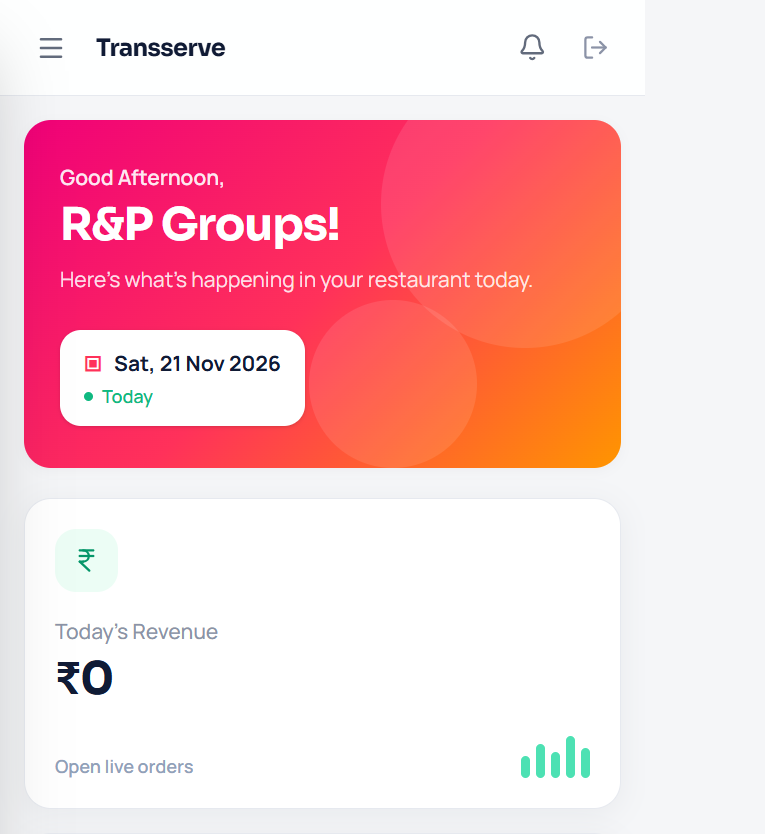 Transserve
Good Afternoon,
R&P Groups!
Here's what's happening in your restaurant today.
Sat, 21 Nov 2026
Today
₹
Today's Revenue
₹0
Open live orders